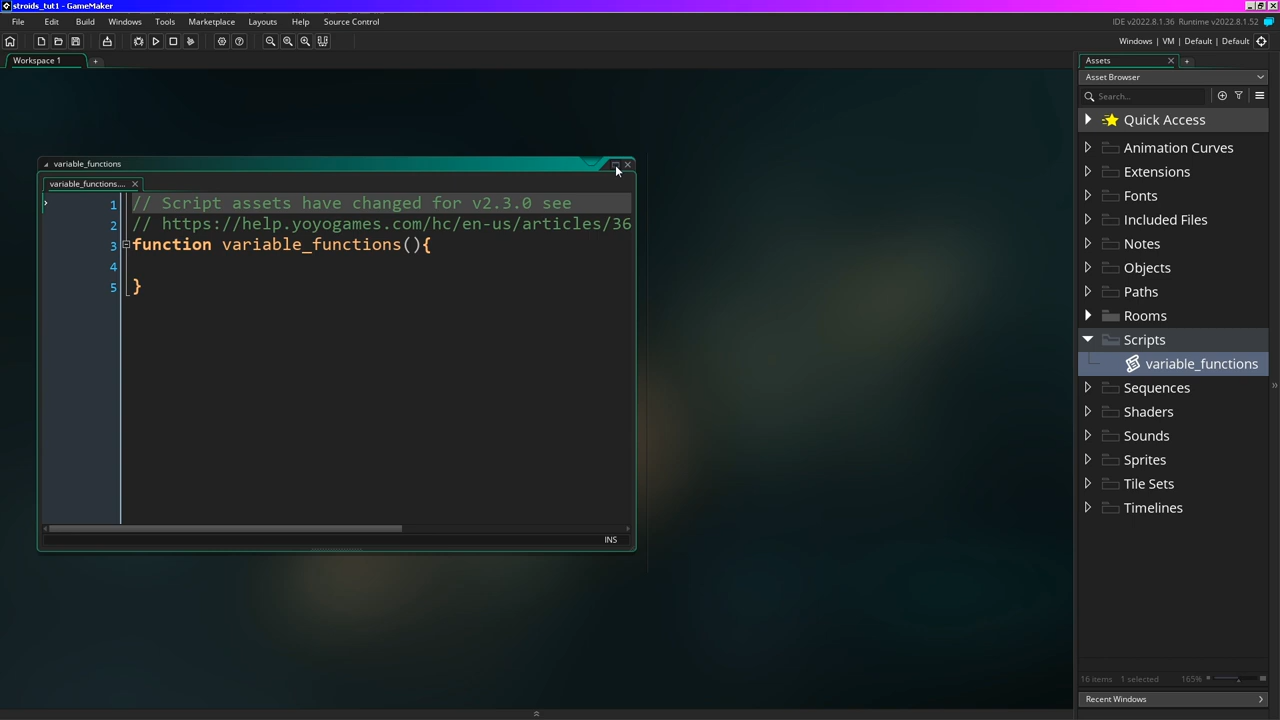 stroids_tut1 - GameMaker
File Edit Build Windows Tools Marketplace Layouts Help Source Control
IDE v2022.8.1.36 Runtime v2022.8.1.52
Windows | VM | Default | Default
Workspace 1
Assets
Asset Browser
Search...
Quick Access
Animation Curves
Extensions
Fonts
Included Files
Notes
Objects
Paths
Rooms
Scripts
variable_functions
Sequences
Shaders
Sounds
Sprites
Tile Sets
Timelines
16 items 1 selected 165%
Recent Windows
variable_functions
variable_functions....
1 // Script assets have changed for v2.3.0 see
2 // https://help.yoyogames.com/hc/en-us/articles/36
3 function variable_functions(){
4
5 }
INS